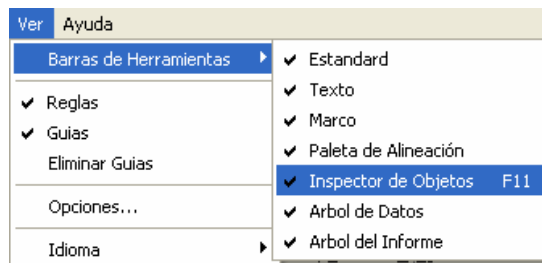 Ver Ayuda
Barras de Herramientas
Reglas
Guias
Eliminar Guias
Opciones...
Idioma
Estandard
Texto
Marco
Paleta de Alineación
Inspector de Objetos F11
Arbol de Datos
Arbol del Informe